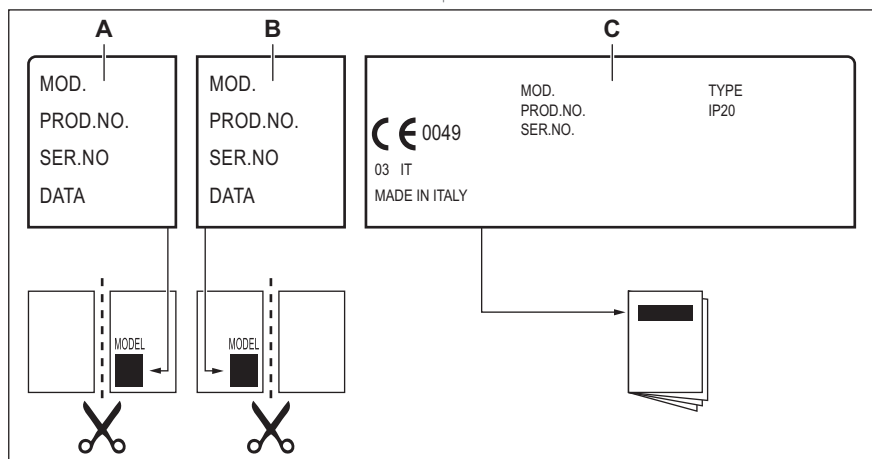 A
B
C
MOD.
PROD.NO.
SER.NO
DATA
MOD.
PROD.NO.
SER.NO
DATA
MOD.
PROD.NO.
SER.NO.
TYPE
IP20
CE 0049
03 IT
MADE IN ITALY
MODEL
MODEL